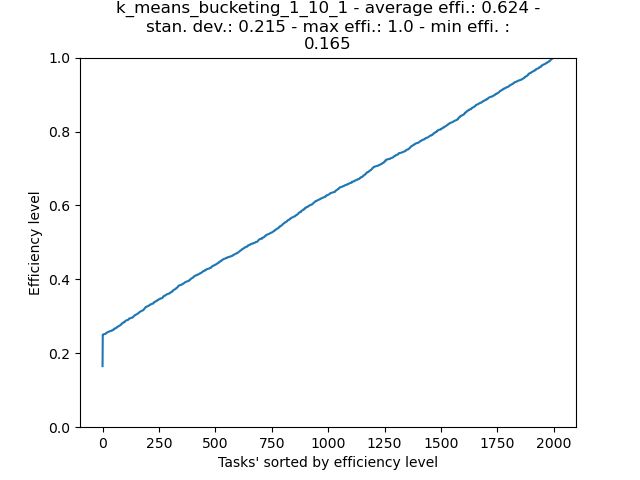 k_means_bucketing_1_10_1 - average effi.: 0.624 -
stan. dev.: 0.215 - max effi.: 1.0 - min effi. :
0.165
1.0
0.8
0.6
0.4
0.2
0.0
Efficiency level
0 250 500 750 1000 1250 1500 1750 2000
Tasks' sorted by efficiency level